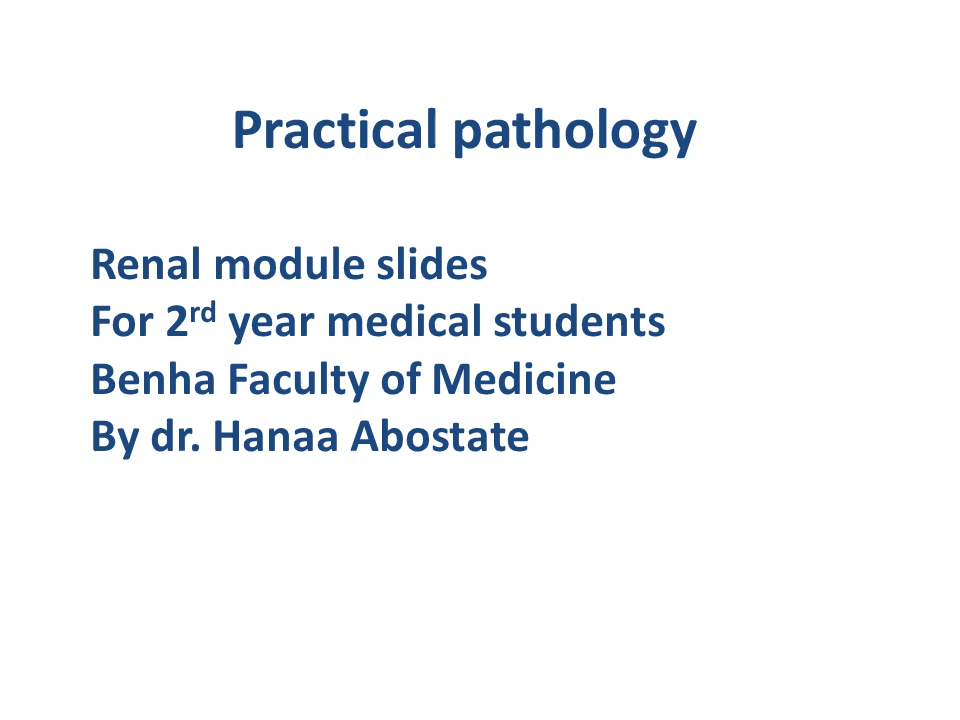 Practical pathology
Renal module slides
For 2rd year medical students
Benha Faculty of Medicine
By dr. Hanaa Abostate